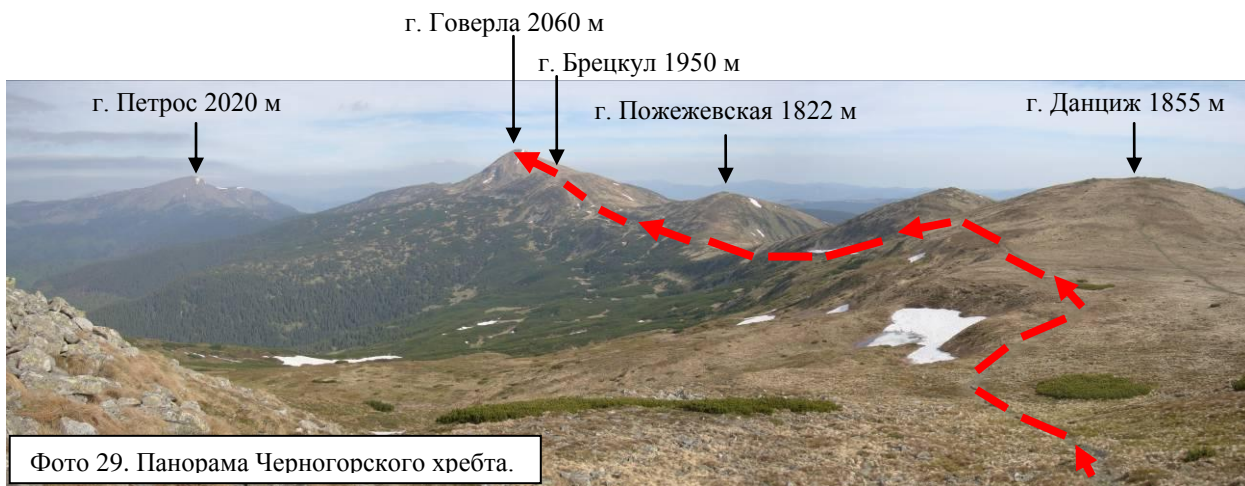 г. Говерла 2060 м
г. Брецкул 1950 м
г. Петрос 2020 м
г. Пожежевская 1822 м
г. Данциж 1855 м
Фото 29. Панорама Черногорского хребта.